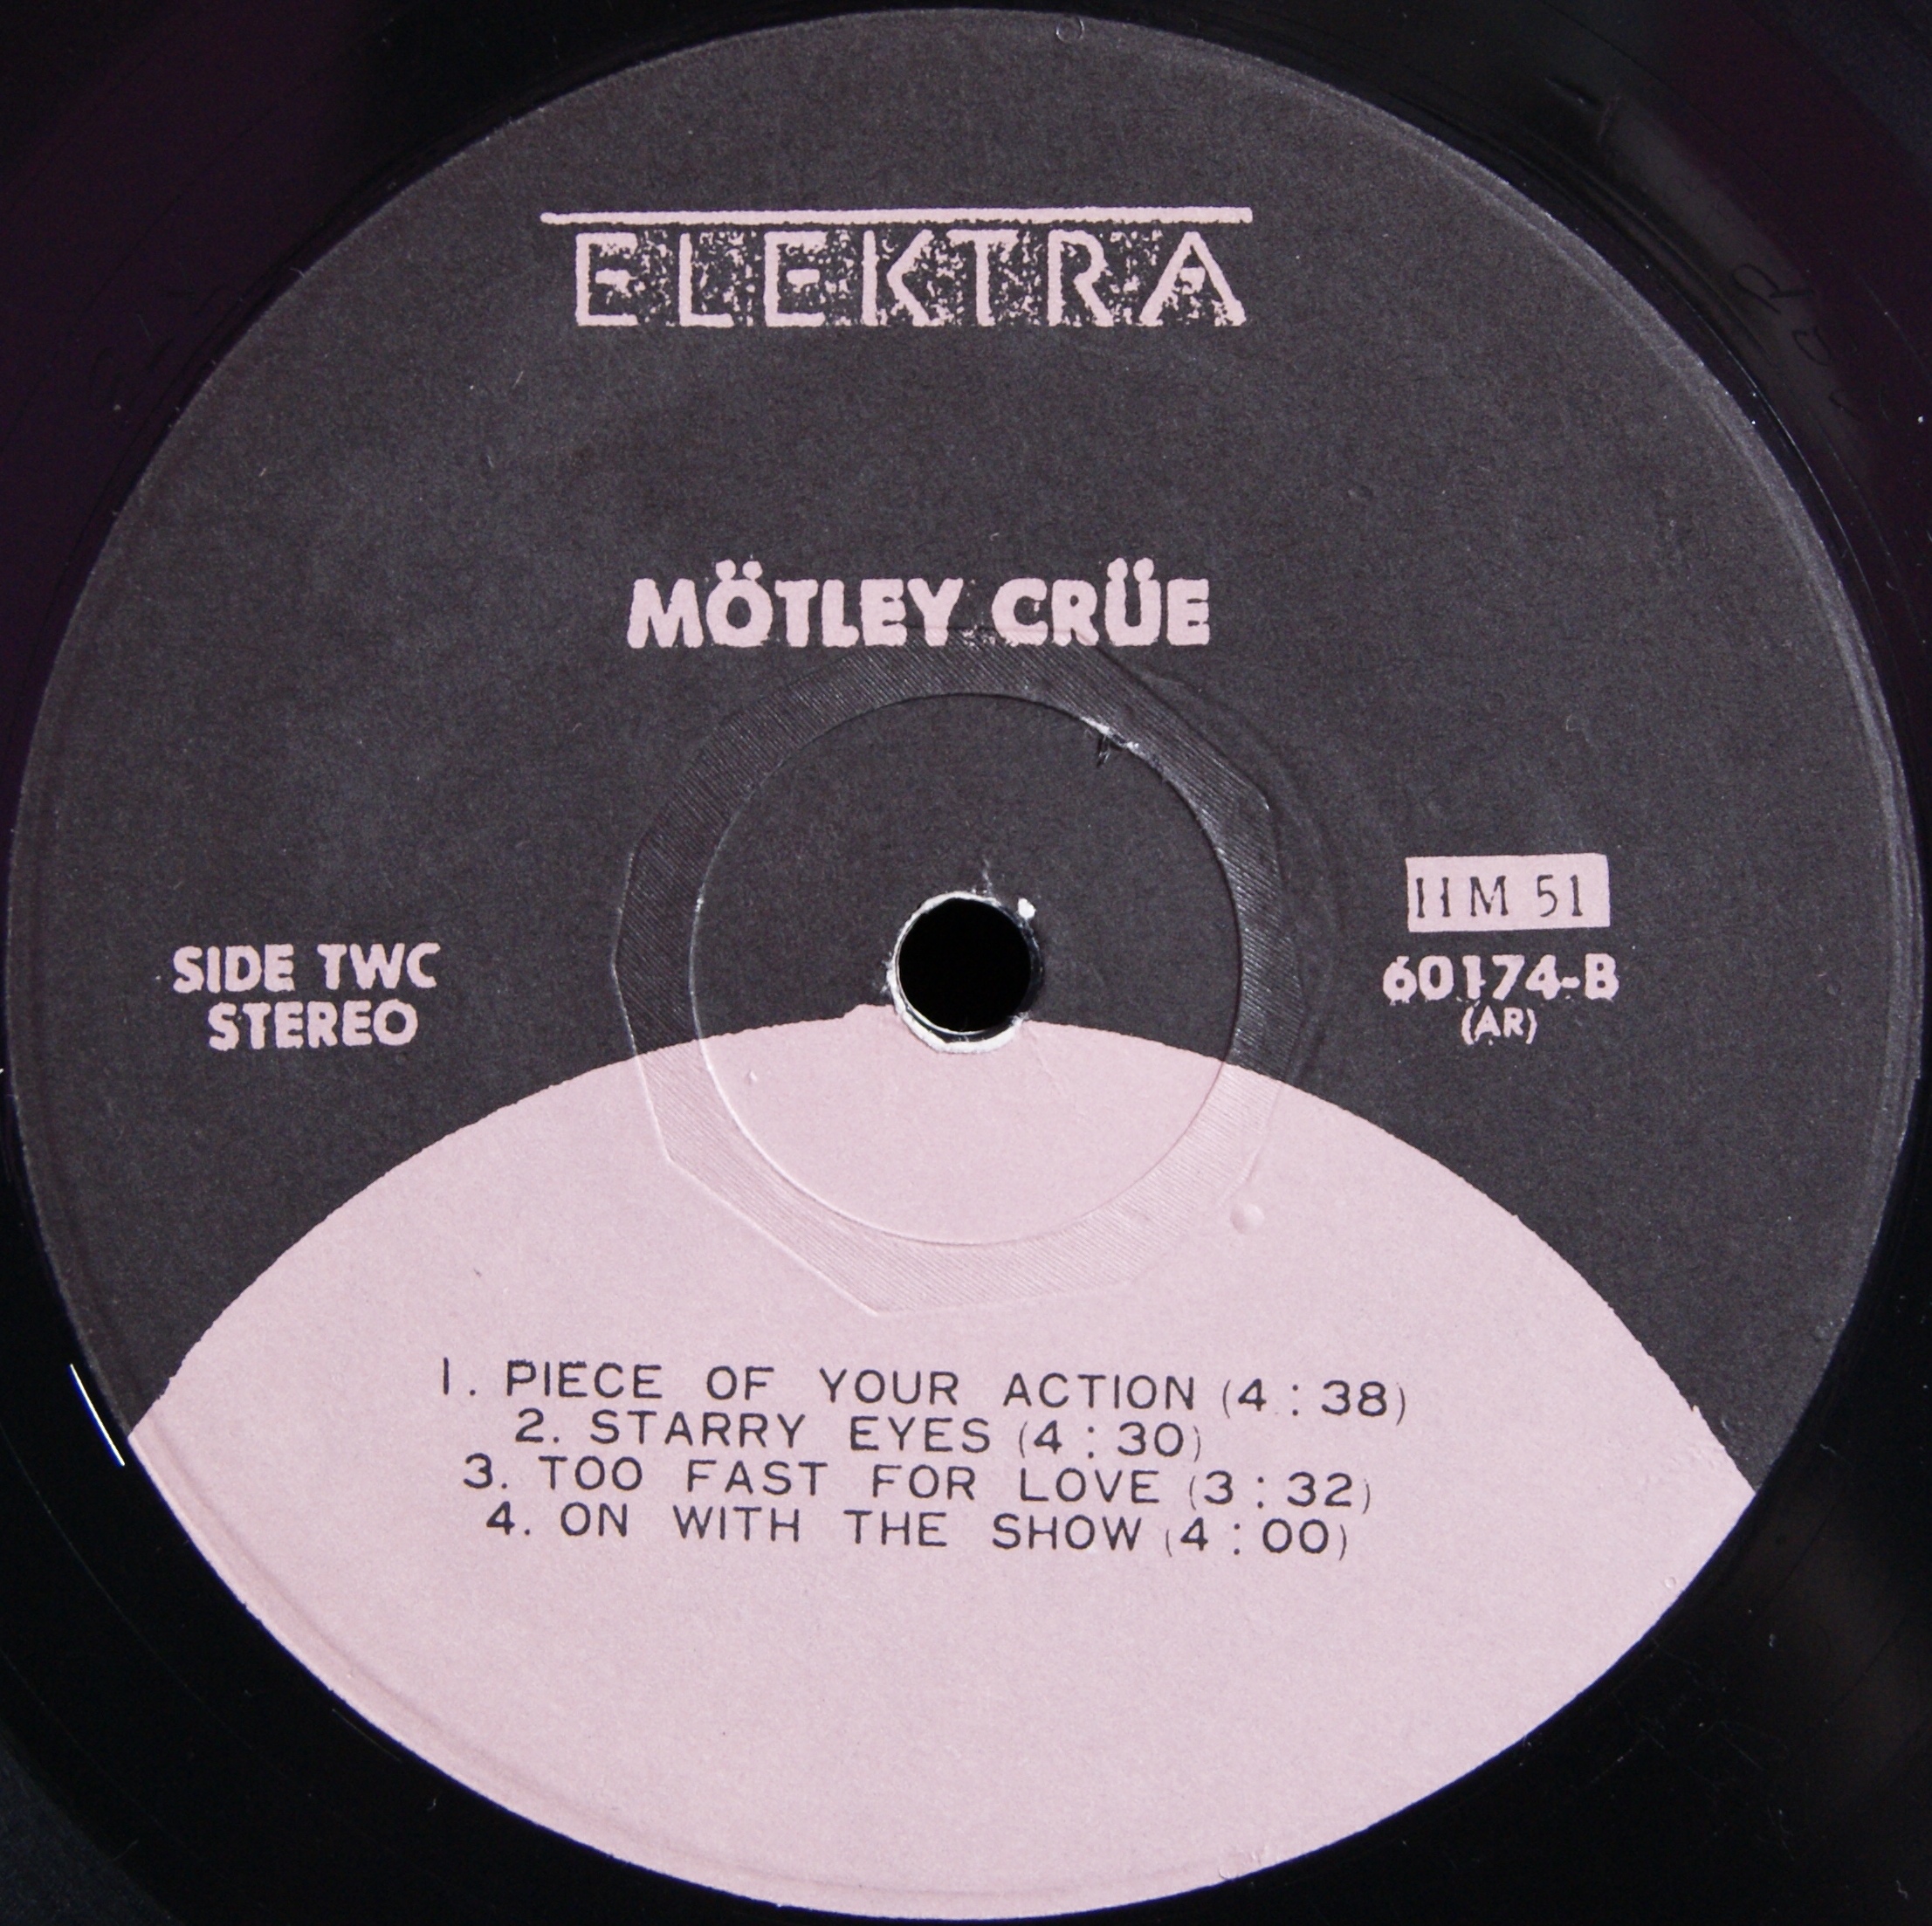 ELEKTRA
MÖTLEY CRÜE
HM 51
SIDE TWC
STEREO
60174-B
(AR)
1. PIECE OF YOUR ACTION (4:38)
2. STARRY EYES (4:30)
3. TOO FAST FOR LOVE (3:32)
4. ON WITH THE SHOW (4:00)